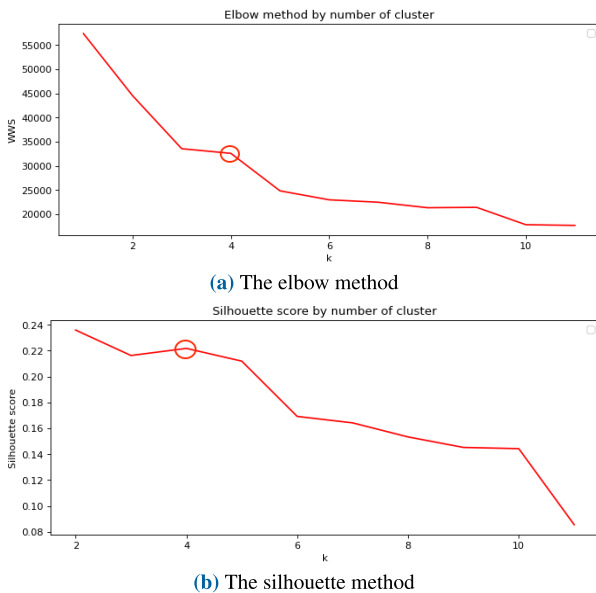 Elbow method by number of cluster
55000
50000
45000
40000
35000
30000
25000
20000
WWS
2 4 6 8 10
k
(a) The elbow method
Silhouette score by number of cluster
0.24
0.22
0.20
0.18
0.16
0.14
0.12
0.10
0.08
Silhouette score
2 4 6 8 10
k
(b) The silhouette method